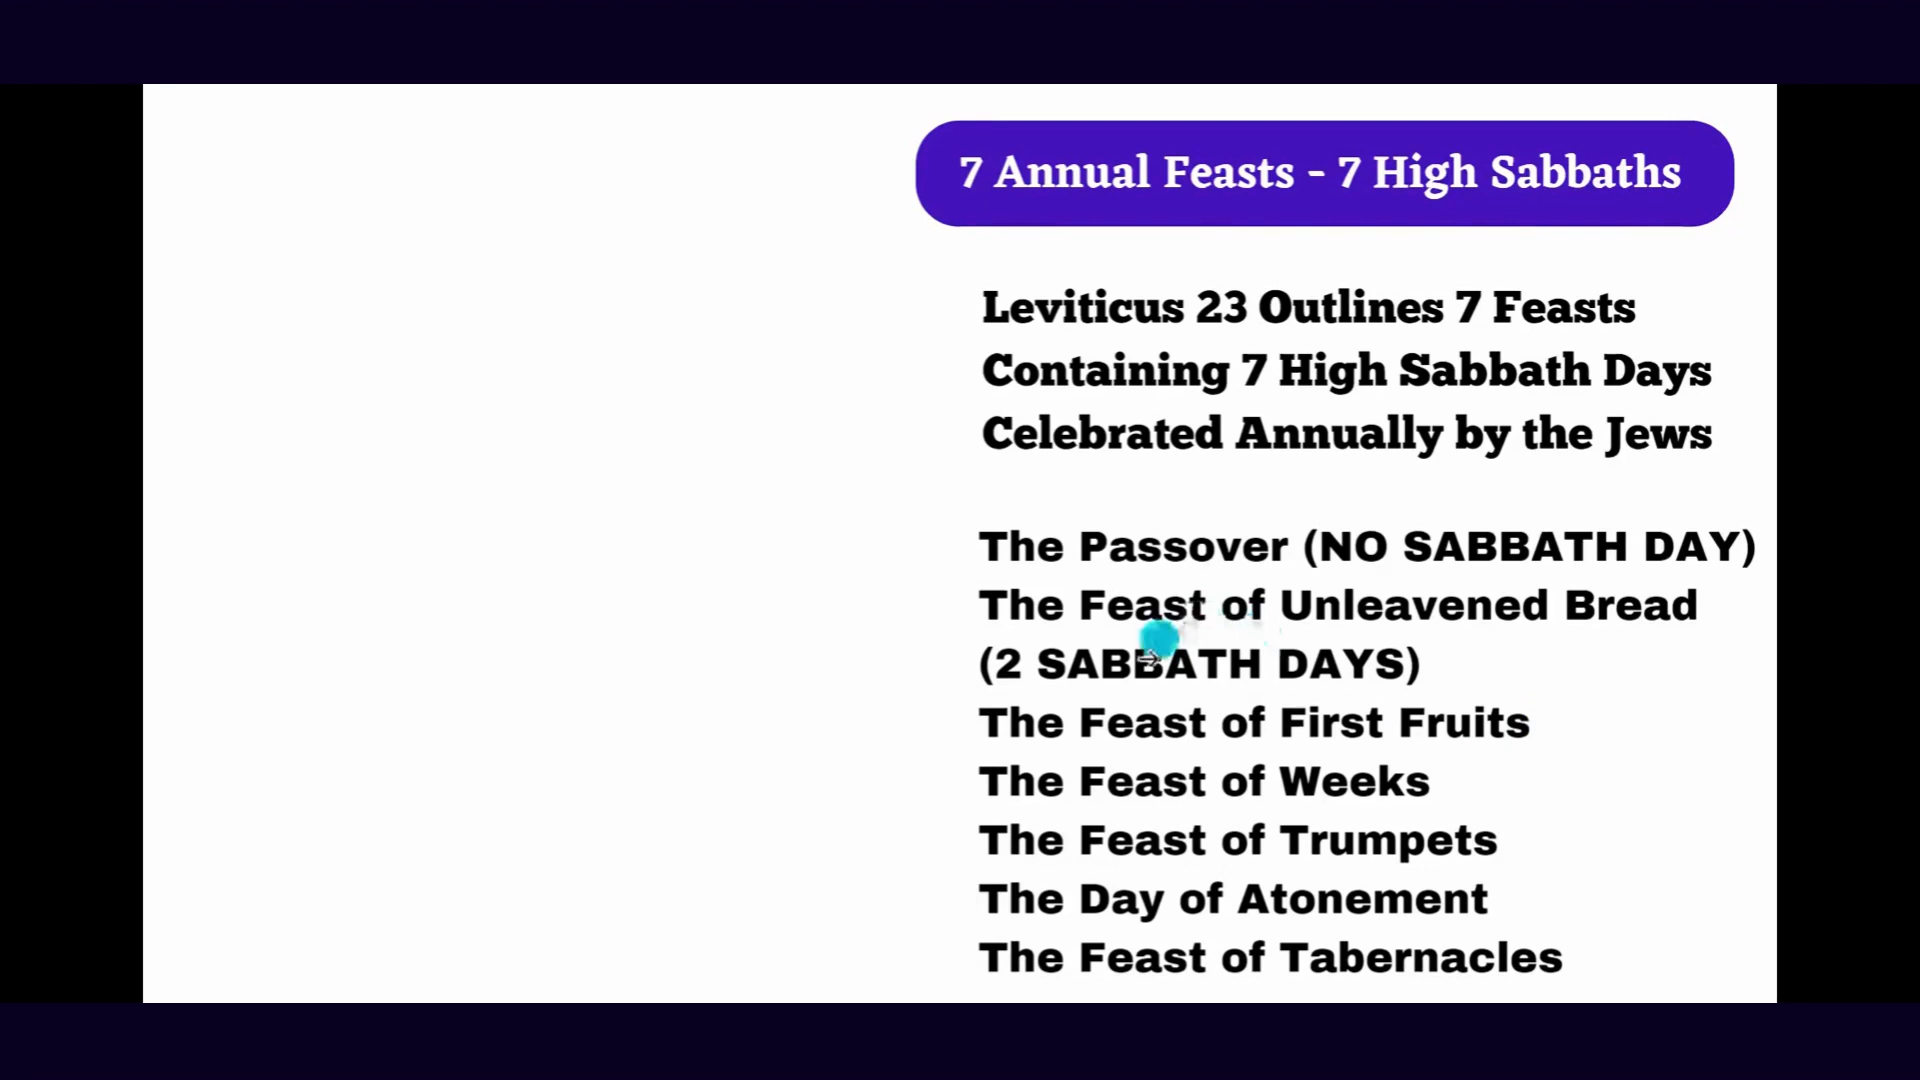 7 Annual Feasts - 7 High Sabbaths
Leviticus 23 Outlines 7 Feasts
Containing 7 High Sabbath Days
Celebrated Annually by the Jews
The Passover (NO SABBATH DAY)
The Feast of Unleavened Bread
(2 SABBATH DAYS)
The Feast of First Fruits
The Feast of Weeks
The Feast of Trumpets
The Day of Atonement
The Feast of Tabernacles